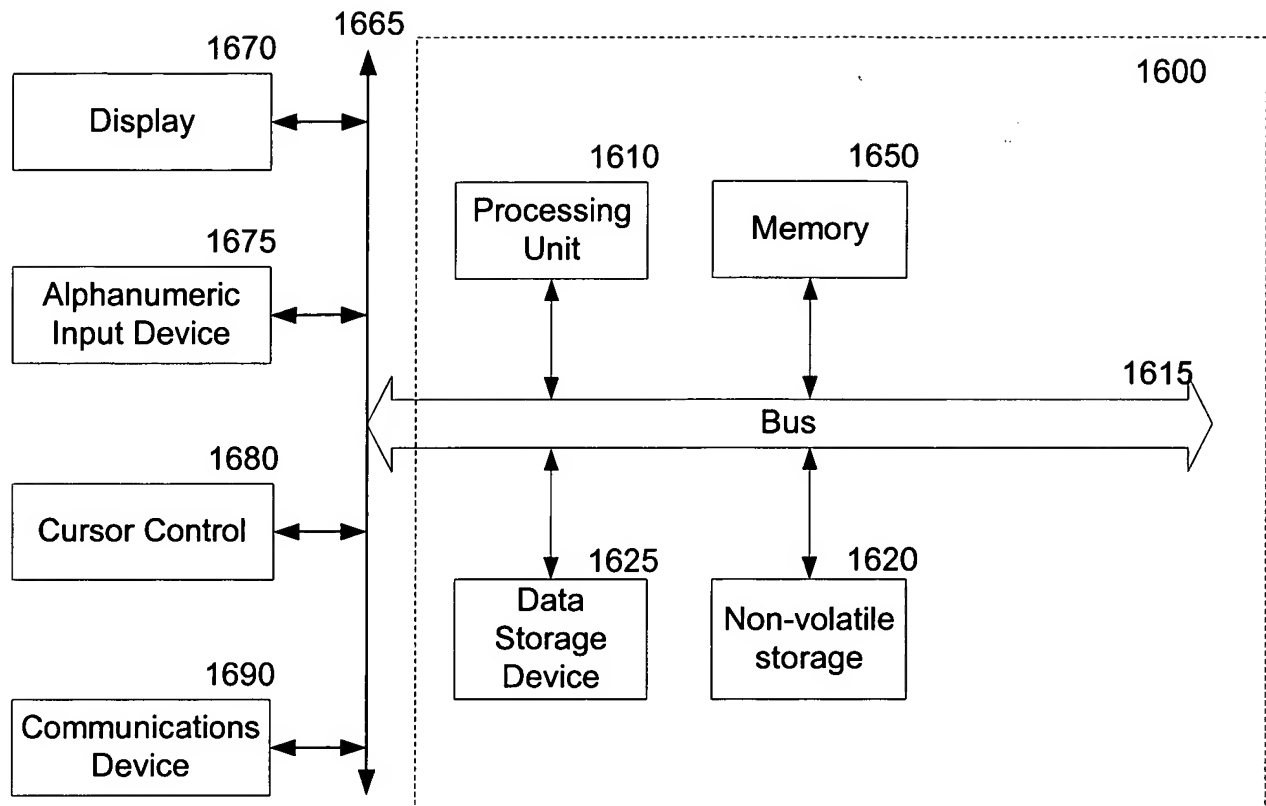 1665
1670
Display
1600
1610
Processing
Unit
1650
Memory
1675
Alphanumeric
Input Device
1615
Bus
1680
Cursor Control
1625
Data
Storage
Device
1620
Non-volatile
storage
1690
Communications
Device